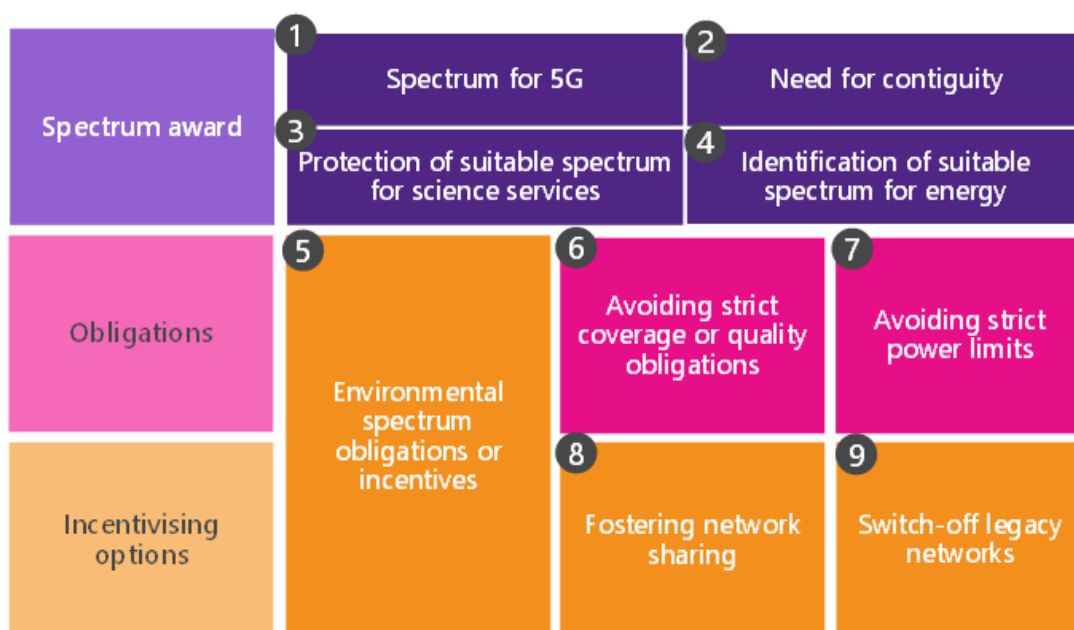 1
Spectrum for 5G
2
Need for contiguity
Spectrum award
3
Protection of suitable spectrum
for science services
4
Identification of suitable
spectrum for energy
Obligations
5
Environmental
spectrum
obligations or
incentives
6
Avoiding strict
coverage or quality
obligations
7
Avoiding strict
power limits
Incentivising
options
8
Fostering network
sharing
9
Switch-off legacy
networks